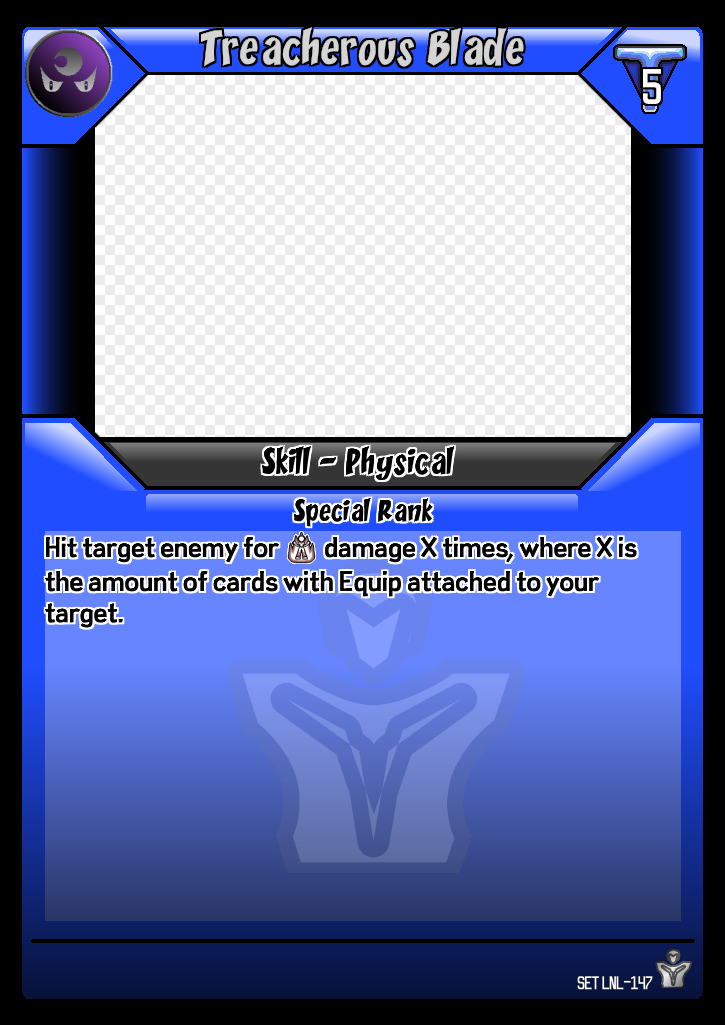 Treacherous Blade
5
Skill - Physical
Special Rank
Hit target enemy for damage X times, where X is
the amount of cards with Equip attached to your
target.
SET LNL-147